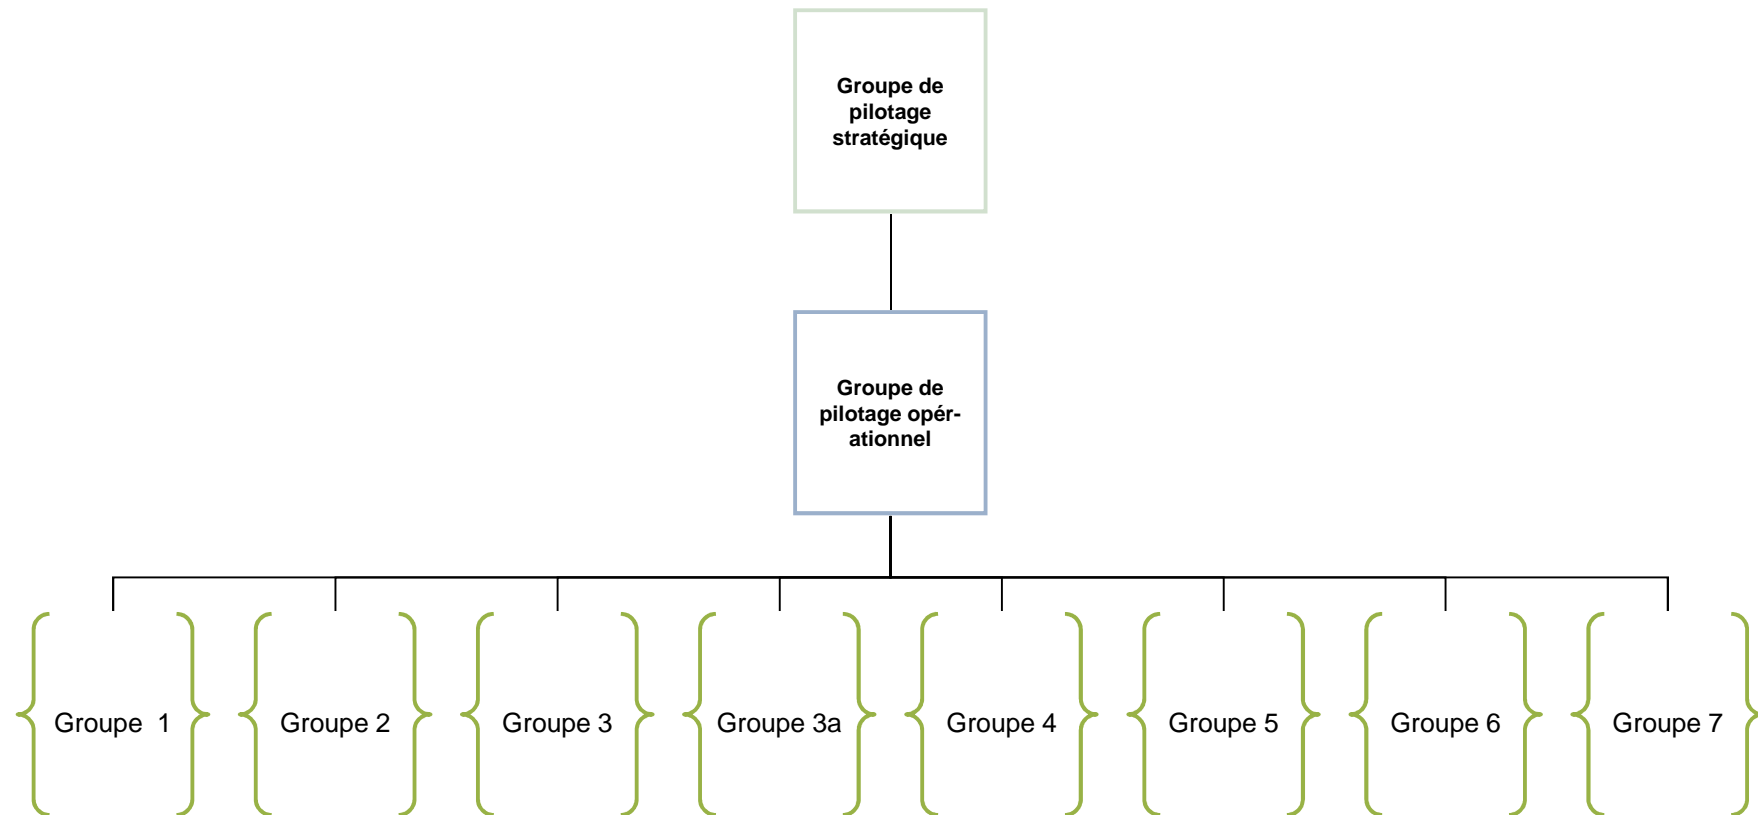 Groupe de
pilotage
stratégique
Groupe de
pilotage opér-
ationnel
Groupe  1
Groupe 2
Groupe 3
Groupe 3a
Groupe 4
Groupe 5
Groupe 6
Groupe 7